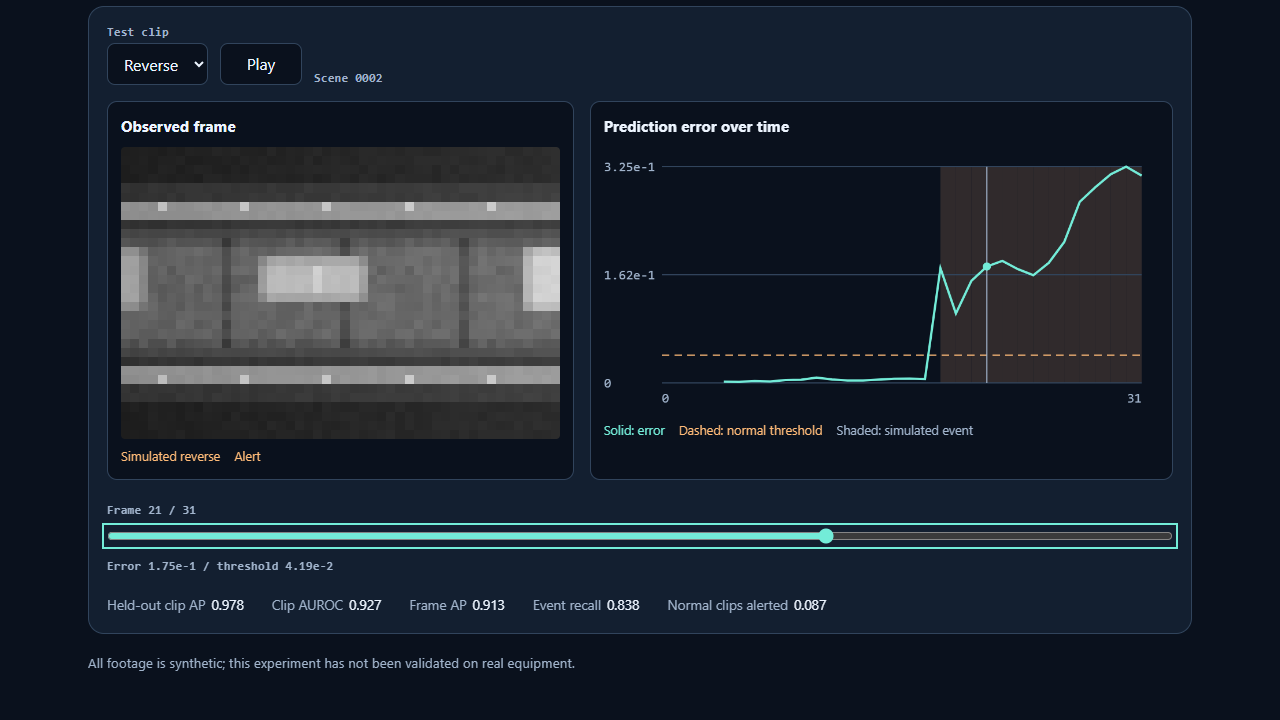 Test clip
Reverse
Play
Scene 0002
Observed frame
Simulated reverse Alert
Prediction error over time
3.25e-1
1.62e-1
0
0 31
Solid: error Dashed: normal threshold Shaded: simulated event
Frame 21 / 31
Error 1.75e-1 / threshold 4.19e-2
Held-out clip AP 0.978 Clip AUROC 0.927 Frame AP 0.913 Event recall 0.838 Normal clips alerted 0.087
All footage is synthetic; this experiment has not been validated on real equipment.